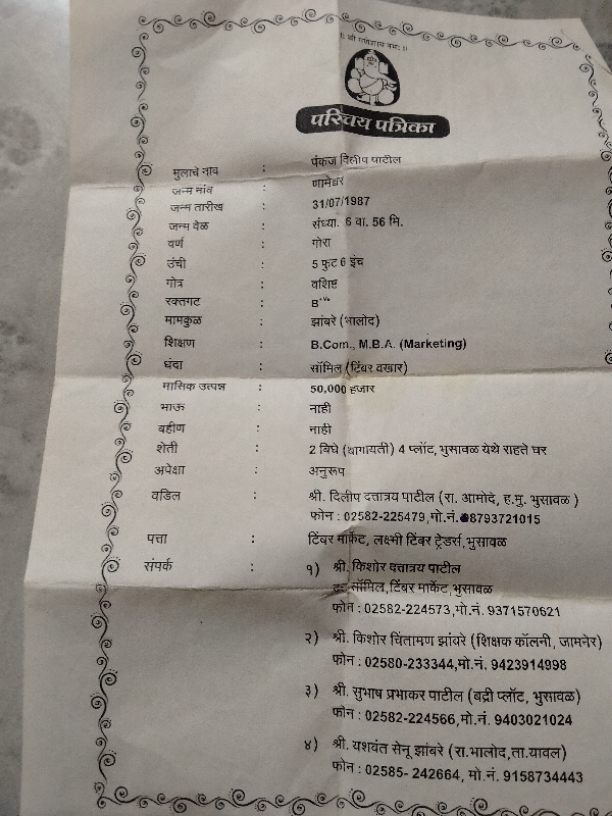 ॥ श्री गणेशाय नमः ॥
परिचय पत्रिका
मुलाचे नाव : पंकज दिलीप पाटील
जन्म नांव : णामेश्वर
जन्म तारीख : 31/07/1987
जन्म वेळ : संध्या. 6 वा. 56 मि.
वर्ण : गोरा
उंची : 5 फुट 6 इंच
गोत्र : वशिष्ट
रक्तगट : B+Ve
मामकुळ : झांबरे (भालोद)
शिक्षण : B.Com., M.B.A. (Marketing)
धंदा : सॉमिल (टिंबर वखार)
मासिक उत्पन्न : 50,000 हजार
भाऊ : नाही
बहीण : नाही
शेती : 2 बिघे (बागायती) 4 प्लॉट, भुसावळ येथे राहते घर
अपेक्षा : अनुरूप
वडिल : श्री. दिलीप दत्तात्रय पाटील (रा. आमोदे, ह.मु. भुसावळ )
फोन : 02582-225479,मो.नं. 8793721015
पत्ता : टिंबर मार्केट, लक्ष्मी टिंबर ट्रेडर्स, भुसावळ
संपर्क : १) श्री. किशोर दत्तात्रय पाटील
सॉमिल,टिंबर मार्केट, भुसावळ
फोन : 02582-224573,मो.नं. 9371570621
२) श्री. किशोर चिंतामण झांबरे (शिक्षक कॉलनी, जामनेर)
फोन : 02580-233344,मो.नं. 9423914998
३) श्री. सुभाष प्रभाकर पाटील (बद्री प्लॉट, भुसावळ)
फोन : 02582-224566,मो.नं. 9403021024
४) श्री. यशवंत सेनू झांबरे (रा.भालोद,ता.यावल)
फोन : 02585- 242664, मो.नं. 9158734443